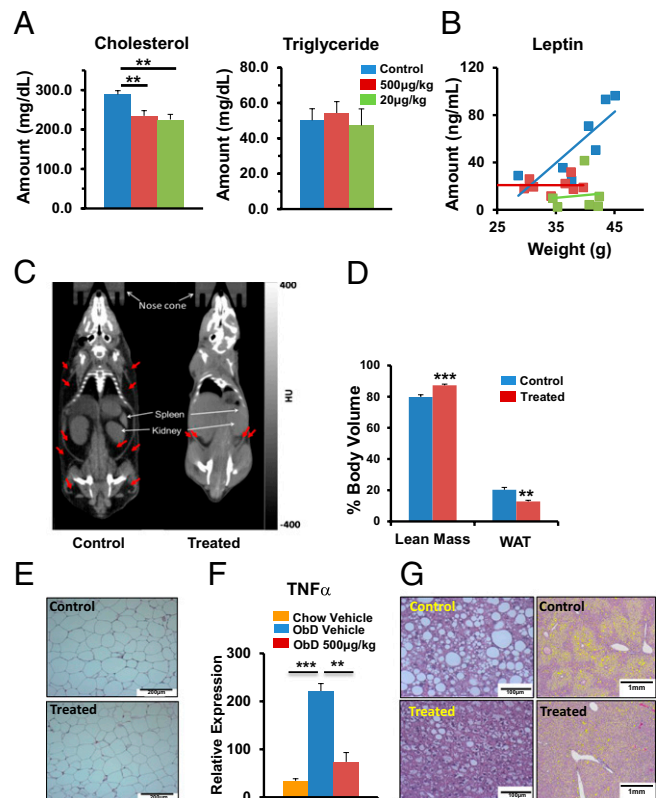 A
Cholesterol
Amount (mg/dL)
300.0
200.0
100.0
0.0
**
**
Triglyceride
Amount (mg/dL)
80.0
60.0
40.0
20.0
0.0
Control
500µg/kg
20µg/kg
B
Leptin
Amount (ng/mL)
120
80
40
0
25
35
45
Weight (g)
C
Nose cone
Spleen
Kidney
400
HU
-400
Control
Treated
D
% Body Volume
100
80
60
40
20
0
***
**
Control
Treated
Lean Mass
WAT
E
Control
200µm
Treated
200µm
F
TNFα
Chow Vehicle
ObD Vehicle
ObD 500µg/kg
Relative Expression
300
200
100
0
***
**
G
Control
100µm
Control
1mm
Treated
100µm
Treated
1mm